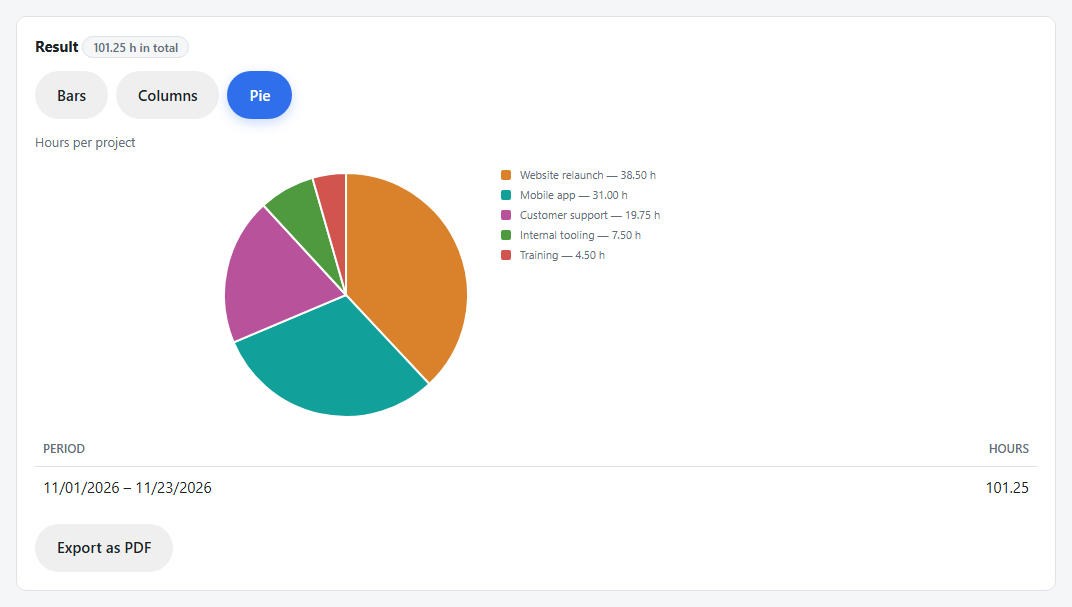 Result 101.25 h in total
Bars Columns Pie
Hours per project
Website relaunch — 38.50 h
Mobile app — 31.00 h
Customer support — 19.75 h
Internal tooling — 7.50 h
Training — 4.50 h
PERIOD HOURS
11/01/2026 – 11/23/2026 101.25
Export as PDF